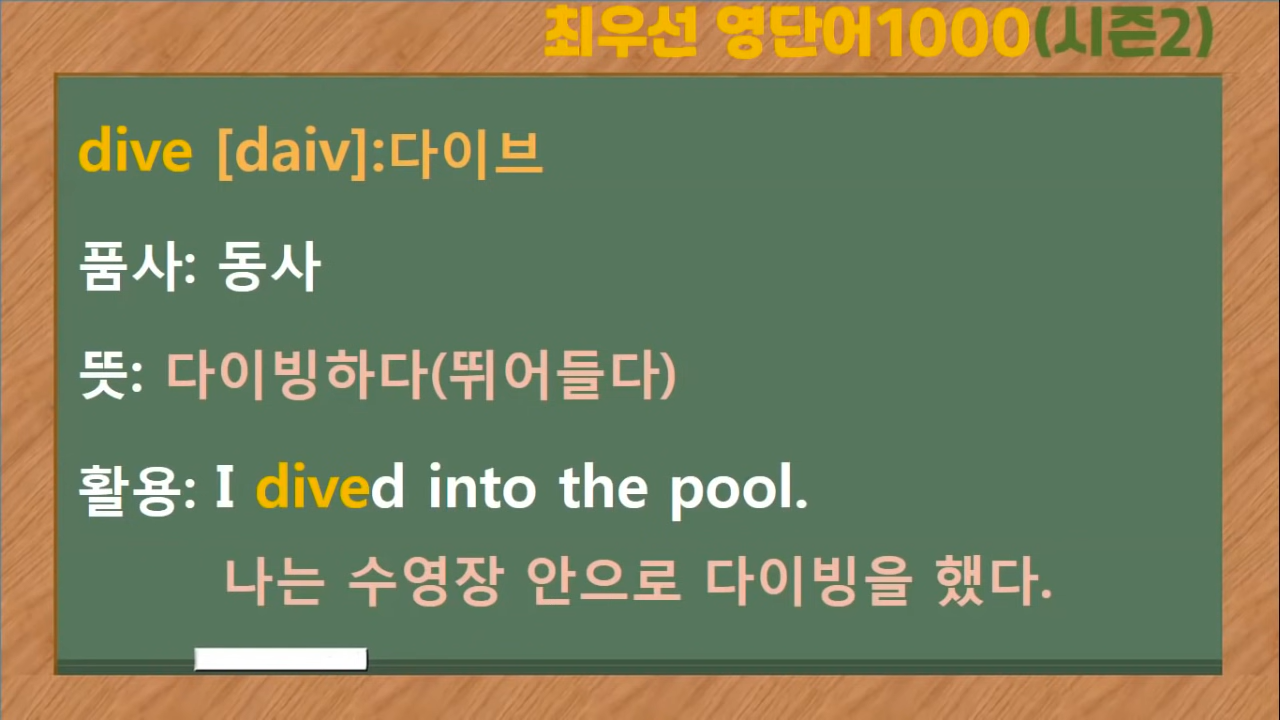 최우선 영단어1000(시즌2)
dive [daiv]:다이브
품사: 동사
뜻: 다이빙하다(뛰어들다)
활용: I dived into the pool.
나는 수영장 안으로 다이빙을 했다.